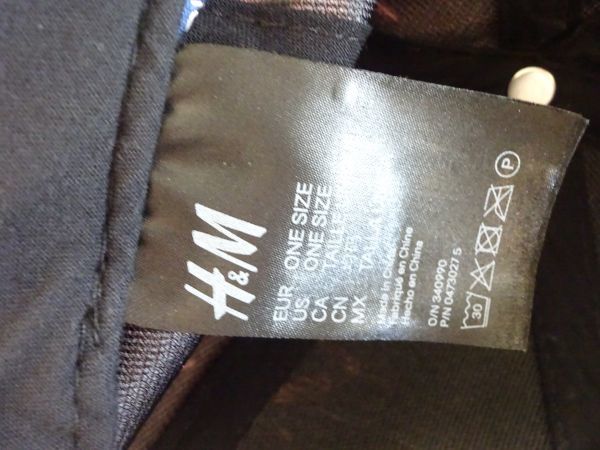 H&M
EUR ONE SIZE
US ONE SIZE
CA TAILLE
CN
MX
Made in China
Fabriqué en Chine
Hecho en China
O/N 340990
P/N 0473027.5
30
P